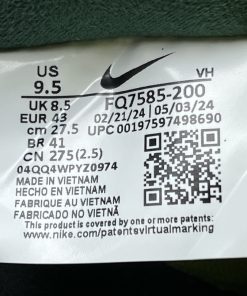 US
9.5
VH
UK 8.5
FQ7585-200
EUR 43
02/21/24 | 05/03/24
cm 27.5
UPC 00197597498690
BR 41
CN 275(2.5)
04QQ4WPYZ0974
MADE IN VIETNAM
HECHO EN VIETNAM
FABRIQUE AU VIETNAM
FABRICADO NO VIETNÃ
This product is covered by one or more patents:
www.nike.com/patentsvirtualmarking